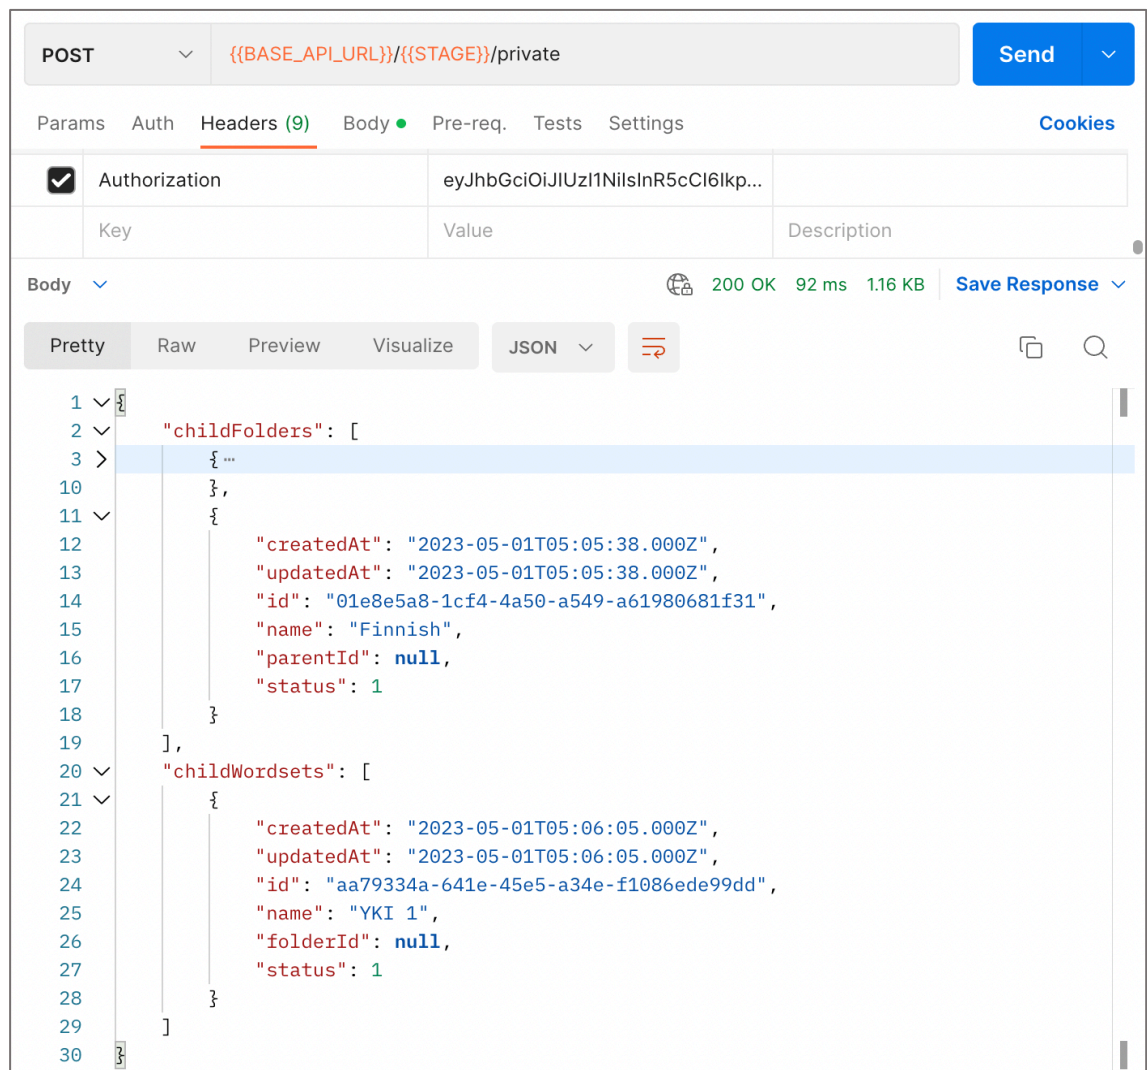 POST {{BASE_API_URL}}/{{STAGE}}/private Send
Params Auth Headers (9) Body Pre-req. Tests Settings Cookies
Authorization eyJhbGciOiJIUzI1NiIsInR5cCI6Ikp...
Key Value Description
Body 200 OK 92 ms 1.16 KB Save Response
Pretty Raw Preview Visualize JSON
1 {
2 "childFolders": [
3 { ⋯
10 },
11 {
12 "createdAt": "2023-05-01T05:05:38.000Z",
13 "updatedAt": "2023-05-01T05:05:38.000Z",
14 "id": "01e8e5a8-1cf4-4a50-a549-a61980681f31",
15 "name": "Finnish",
16 "parentId": null,
17 "status": 1
18 }
19 ],
20 "childWordsets": [
21 {
22 "createdAt": "2023-05-01T05:06:05.000Z",
23 "updatedAt": "2023-05-01T05:06:05.000Z",
24 "id": "aa79334a-641e-45e5-a34e-f1086ede99dd",
25 "name": "YKI 1",
26 "folderId": null,
27 "status": 1
28 }
29 ]
30 }